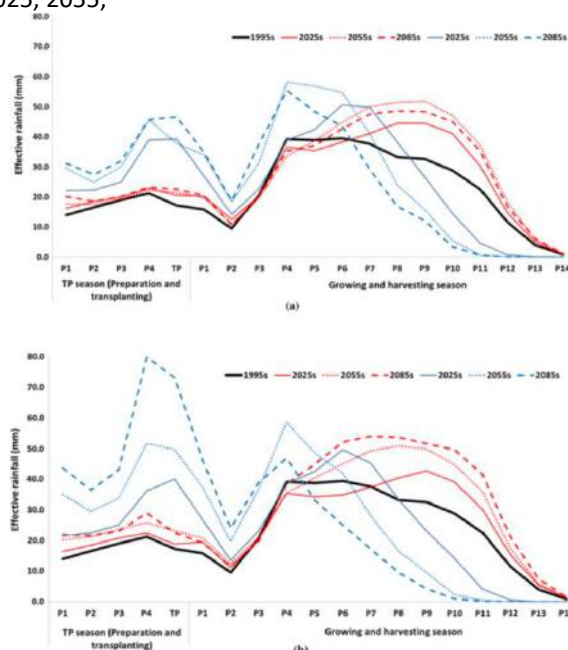 2025, 2055,
80.0
1995s 2025s 2055s 2085s 2025s 2055s 2085s
70.0
60.0
50.0
40.0
30.0
20.0
10.0
0.0
Effective rainfall (mm)
P1 P2 P3 P4 TP P1 P2 P3 P4 P5 P6 P7 P8 P9 P10 P11 P12 P13 P14
TP season (Preparation and transplanting) Growing and harvesting season
(a)
80.0
1995s 2025s 2055s 2085s 2025s 2055s 2085s
70.0
60.0
50.0
40.0
30.0
20.0
10.0
0.0
Effective rainfall (mm)
P1 P2 P3 P4 TP P1 P2 P3 P4 P5 P6 P7 P8 P9 P10 P11 P12 P13
TP season (Preparation and transplanting) Growing and harvesting season
(b)